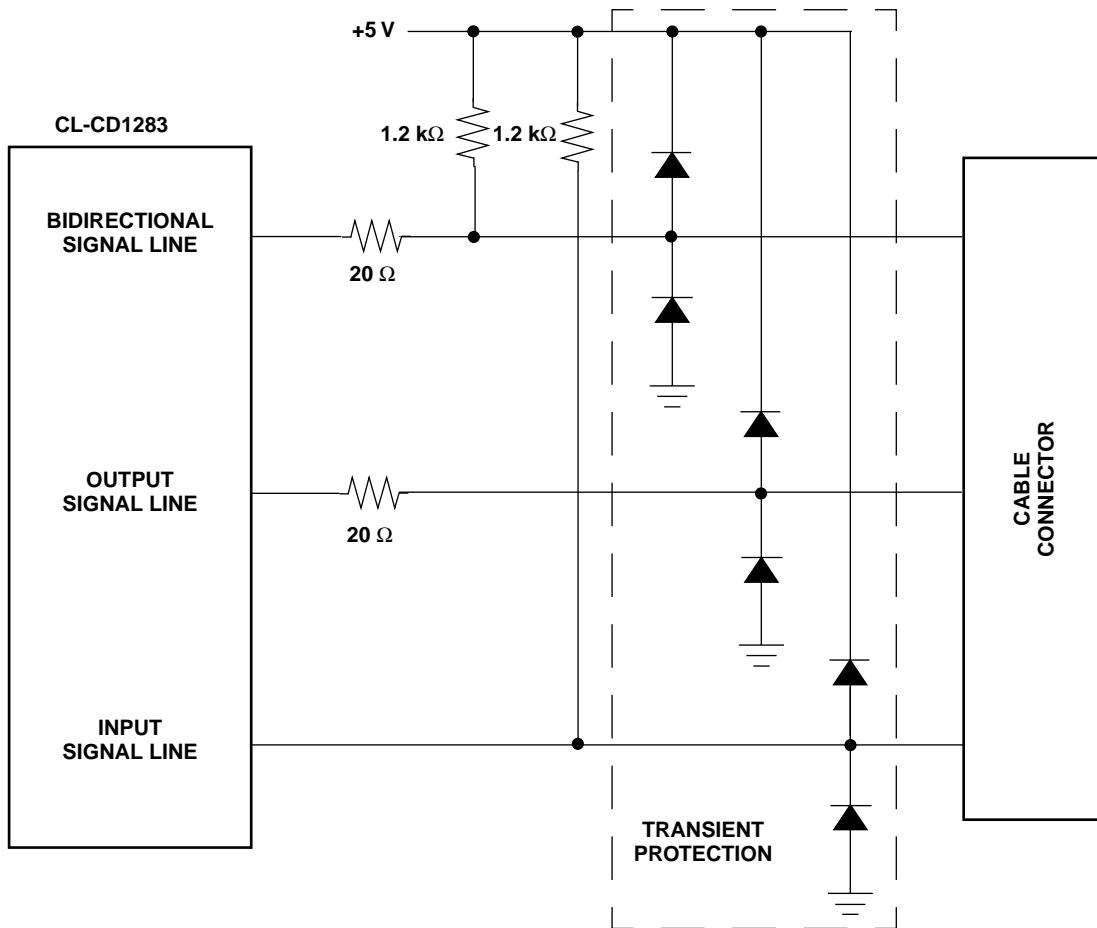 +5 V
CL-CD1283
1.2 kΩ
1.2 kΩ
BIDIRECTIONAL
SIGNAL LINE
20 Ω
OUTPUT
SIGNAL LINE
20 Ω
CABLE
CONNECTOR
INPUT
SIGNAL LINE
TRANSIENT
PROTECTION